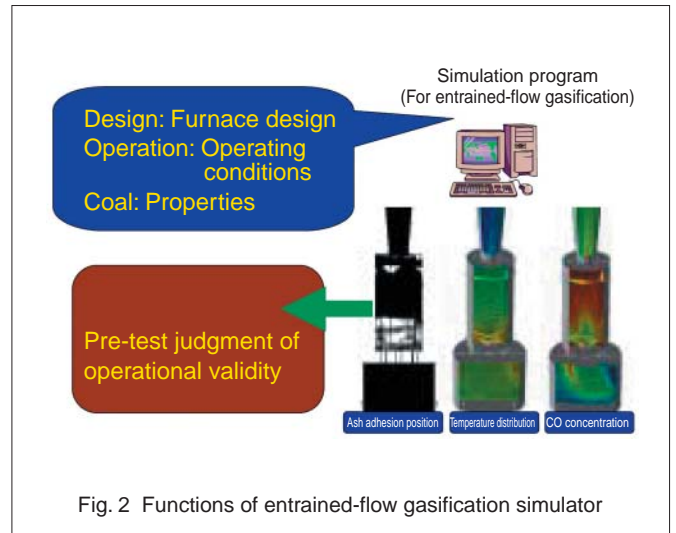 Simulation program
(For entrained-flow gasification)
Design: Furnace design
Operation: Operating
conditions
Coal: Properties
Pre-test judgment of
operational validity
Ash adhesion position
Temperature distribution
CO concentration
Fig. 2 Functions of entrained-flow gasification simulator